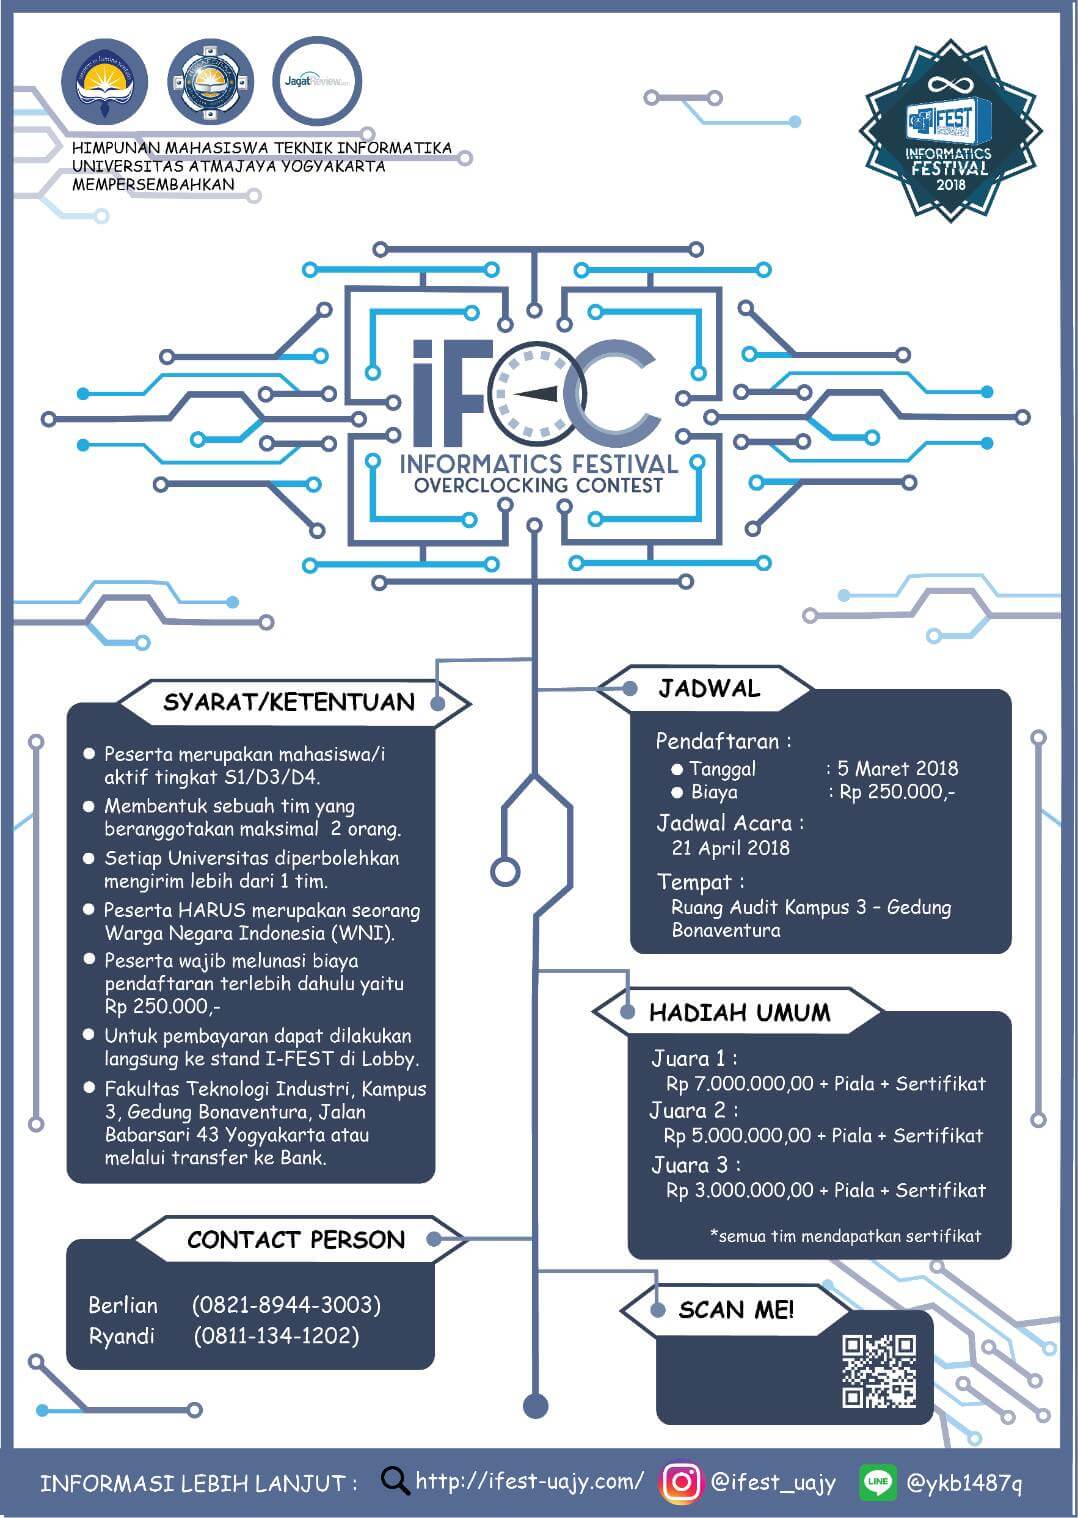 JagatReview.com
HIMPUNAN MAHASISWA TEKNIK INFORMATIKA
UNIVERSITAS ATMAJAYA YOGYAKARTA
MEMPERSEMBAHKAN
IFEST
INFORMATICS
FESTIVAL
2018
iFOC
INFORMATICS FESTIVAL
OVERCLOCKING CONTEST
SYARAT/KETENTUAN
● Peserta merupakan mahasiswa/i
aktif tingkat S1/D3/D4.
● Membentuk sebuah tim yang
beranggotakan maksimal 2 orang.
● Setiap Universitas diperbolehkan
mengirim lebih dari 1 tim.
● Peserta HARUS merupakan seorang
Warga Negara Indonesia (WNI).
● Peserta wajib melunasi biaya
pendaftaran terlebih dahulu yaitu
Rp 250.000,-
● Untuk pembayaran dapat dilakukan
langsung ke stand I-FEST di Lobby.
● Fakultas Teknologi Industri, Kampus
3, Gedung Bonaventura, Jalan
Babarsari 43 Yogyakarta atau
melalui transfer ke Bank.
CONTACT PERSON
Berlian (0821-8944-3003)
Ryandi (0811-134-1202)
JADWAL
Pendaftaran :
● Tanggal : 5 Maret 2018
● Biaya : Rp 250.000,-
Jadwal Acara :
21 April 2018
Tempat :
Ruang Audit Kampus 3 – Gedung
Bonaventura
HADIAH UMUM
Juara 1 :
Rp 7.000.000,00 + Piala + Sertifikat
Juara 2 :
Rp 5.000.000,00 + Piala + Sertifikat
Juara 3 :
Rp 3.000.000,00 + Piala + Sertifikat
*semua tim mendapatkan sertifikat
SCAN ME!
INFORMASI LEBIH LANJUT : http://ifest-uajy.com/ @ifest_uajy LINE @ykb1487q